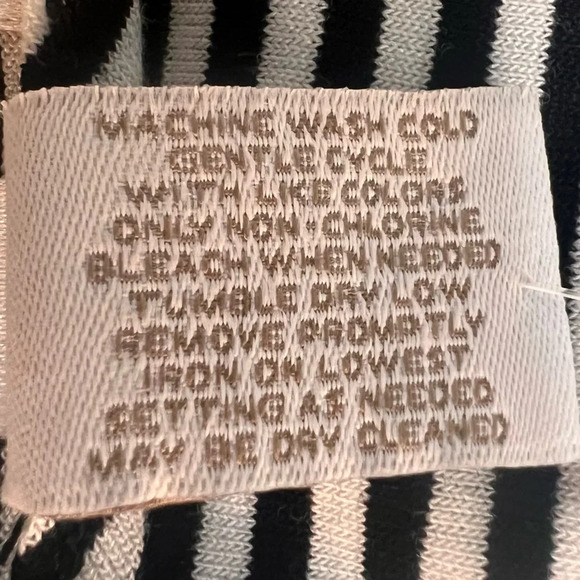 MACHINE WASH COLD
GENTLE CYCLE
WITH LIKE COLORS
ONLY NON-CHLORINE
BLEACH WHEN NEEDED
TUMBLE DRY LOW
REMOVE PROMPTLY
IRON ON LOWEST
SETTING AS NEEDED
MAY BE DRY CLEANED